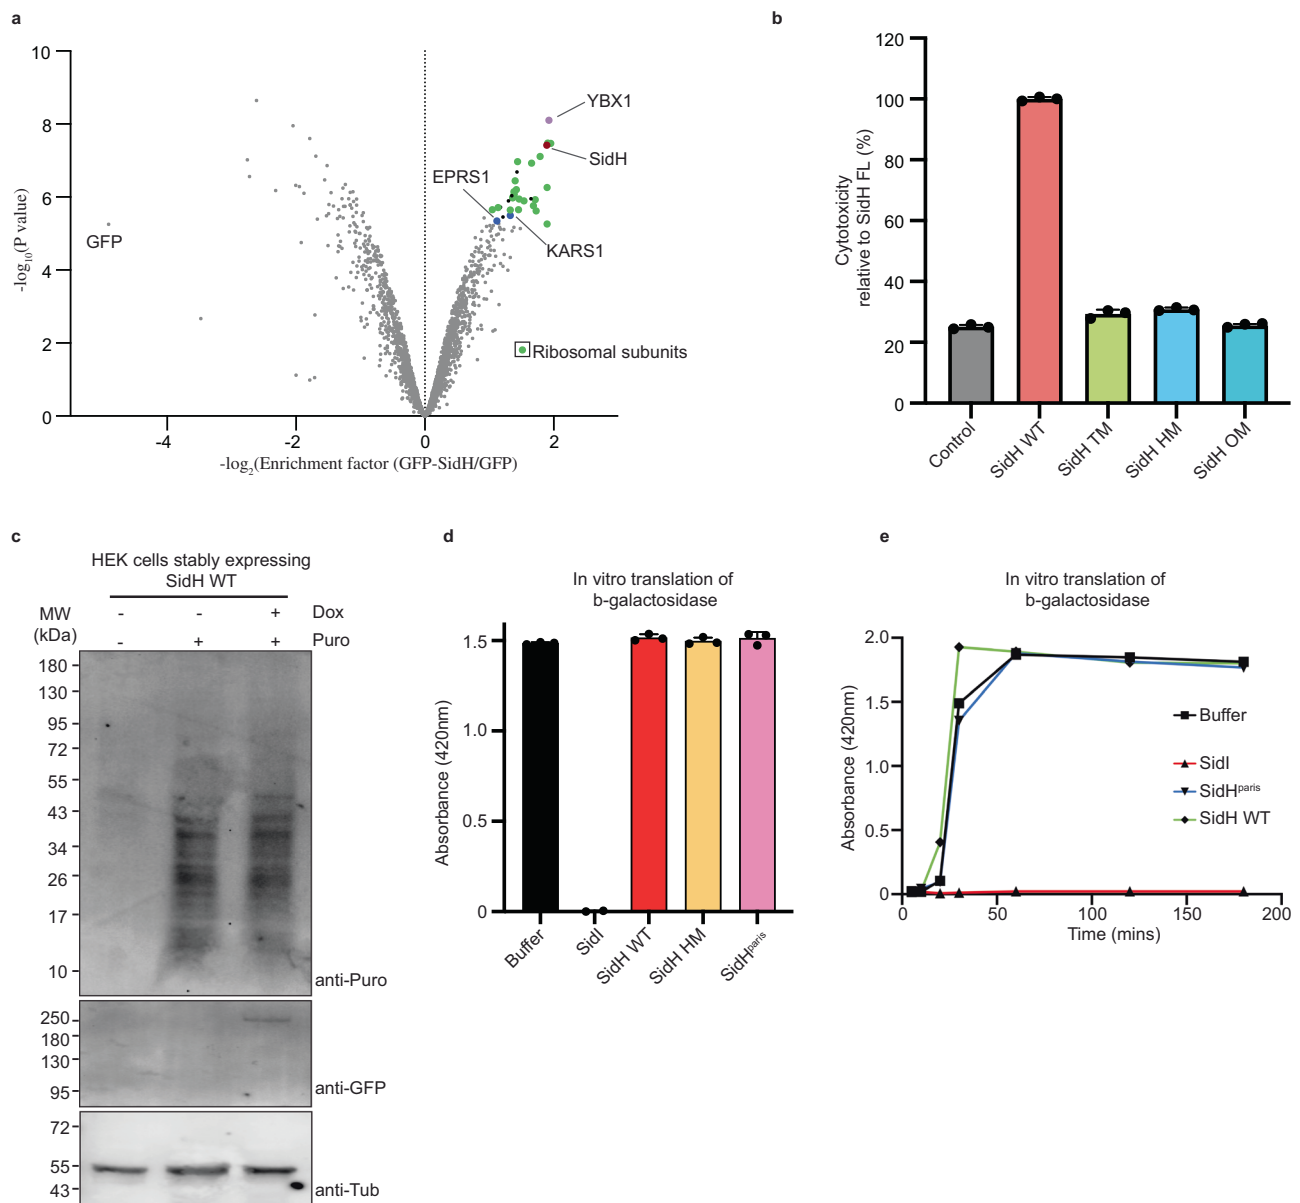 a
10
8
6
4
2
0
-log10(P value)
-4
-2
0
2
-log2(Enrichment factor (GFP-SidH/GFP)
GFP
YBX1
SidH
EPRS1
KARS1
Ribosomal subunits
b
120
100
80
60
40
20
0
Cytotoxicity
relative to SidH FL (%)
Control
SidH WT
SidH TM
SidH HM
SidH OM
c
HEK cells stably expressing
SidH WT
MW
(kDa)
- - + Dox
- + + Puro
180
130
95
72
55
43
34
26
17
10
anti-Puro
250
180
130
95
anti-GFP
72
55
43
anti-Tub
d
In vitro translation of
b-galactosidase
1.5
1.0
0.5
0
Absorbance (420nm)
Buffer
SidI
SidH WT
SidH HM
SidHparis
e
In vitro translation of
b-galactosidase
2.0
1.5
1.0
0.5
0
Absorbance (420nm)
0
50
100
150
200
Time (mins)
Buffer
SidI
SidHparis
SidH WT